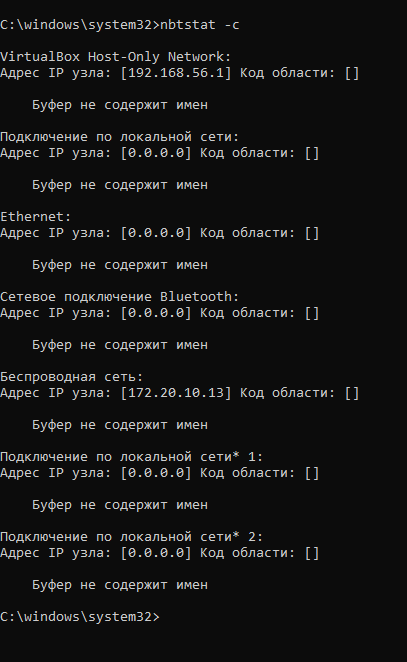 C:\windows\system32>nbtstat -c
VirtualBox Host-Only Network:
Адрес IP узла: [192.168.56.1] Код области: []
Буфер не содержит имен
Подключение по локальной сети:
Адрес IP узла: [0.0.0.0] Код области: []
Буфер не содержит имен
Ethernet:
Адрес IP узла: [0.0.0.0] Код области: []
Буфер не содержит имен
Сетевое подключение Bluetooth:
Адрес IP узла: [0.0.0.0] Код области: []
Буфер не содержит имен
Беспроводная сеть:
Адрес IP узла: [172.20.10.13] Код области: []
Буфер не содержит имен
Подключение по локальной сети* 1:
Адрес IP узла: [0.0.0.0] Код области: []
Буфер не содержит имен
Подключение по локальной сети* 2:
Адрес IP узла: [0.0.0.0] Код области: []
Буфер не содержит имен
C:\windows\system32>